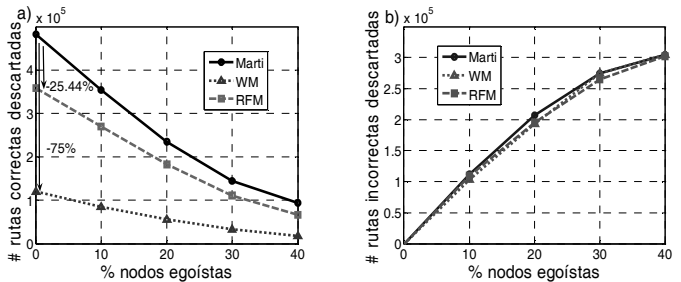 a)
x 10^5
# rutas correctas descartadas
5
4
3
2
1
0
-25.44%
-75%
Marti
WM
RFM
0 10 20 30 40
% nodos egoístas
b)
x 10^5
# rutas incorrectas descartadas
3
2.5
2
1.5
1
0.5
0
Marti
WM
RFM
0 10 20 30 40
% nodos egoístas